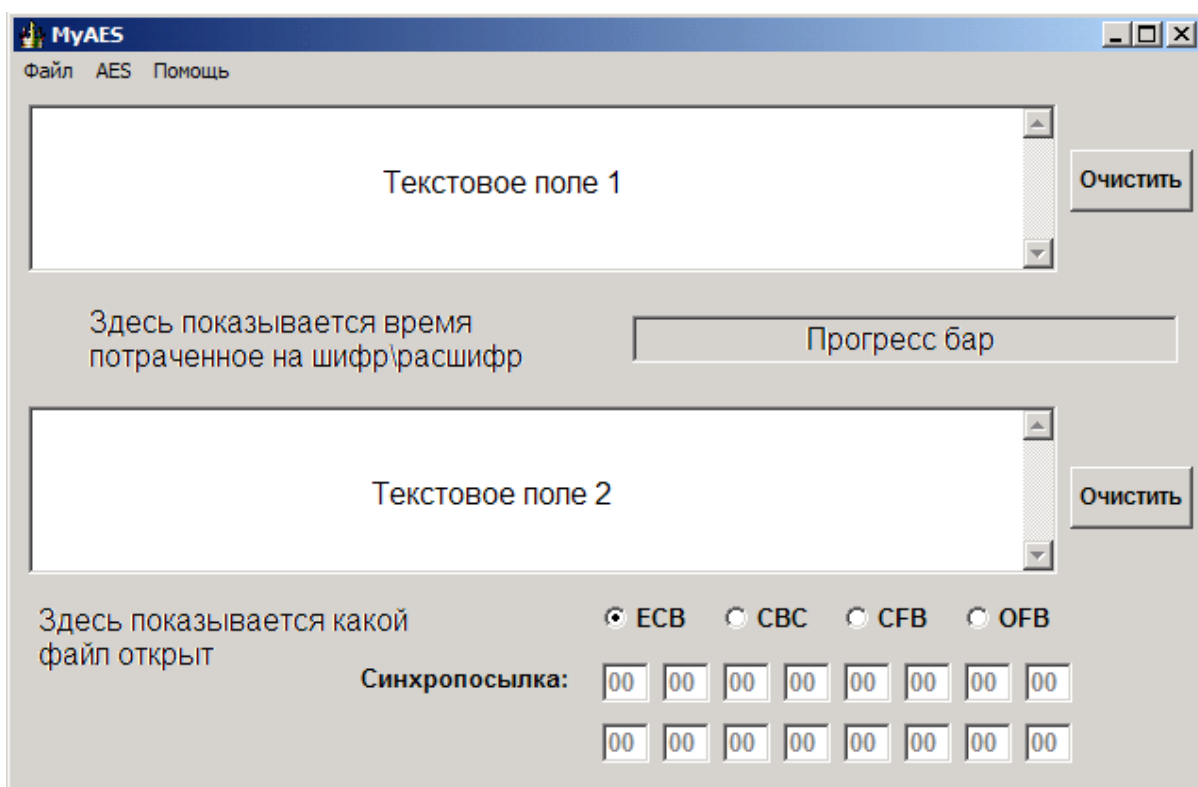 MyAES
Файл AES Помощь
Текстовое поле 1
Очистить
Здесь показывается время
потраченное на шифр\расшифр
Прогресс бар
Текстовое поле 2
Очистить
Здесь показывается какой
файл открыт
ECB CBC CFB OFB
Синхропосылка: 00 00 00 00 00 00 00 00
00 00 00 00 00 00 00 00